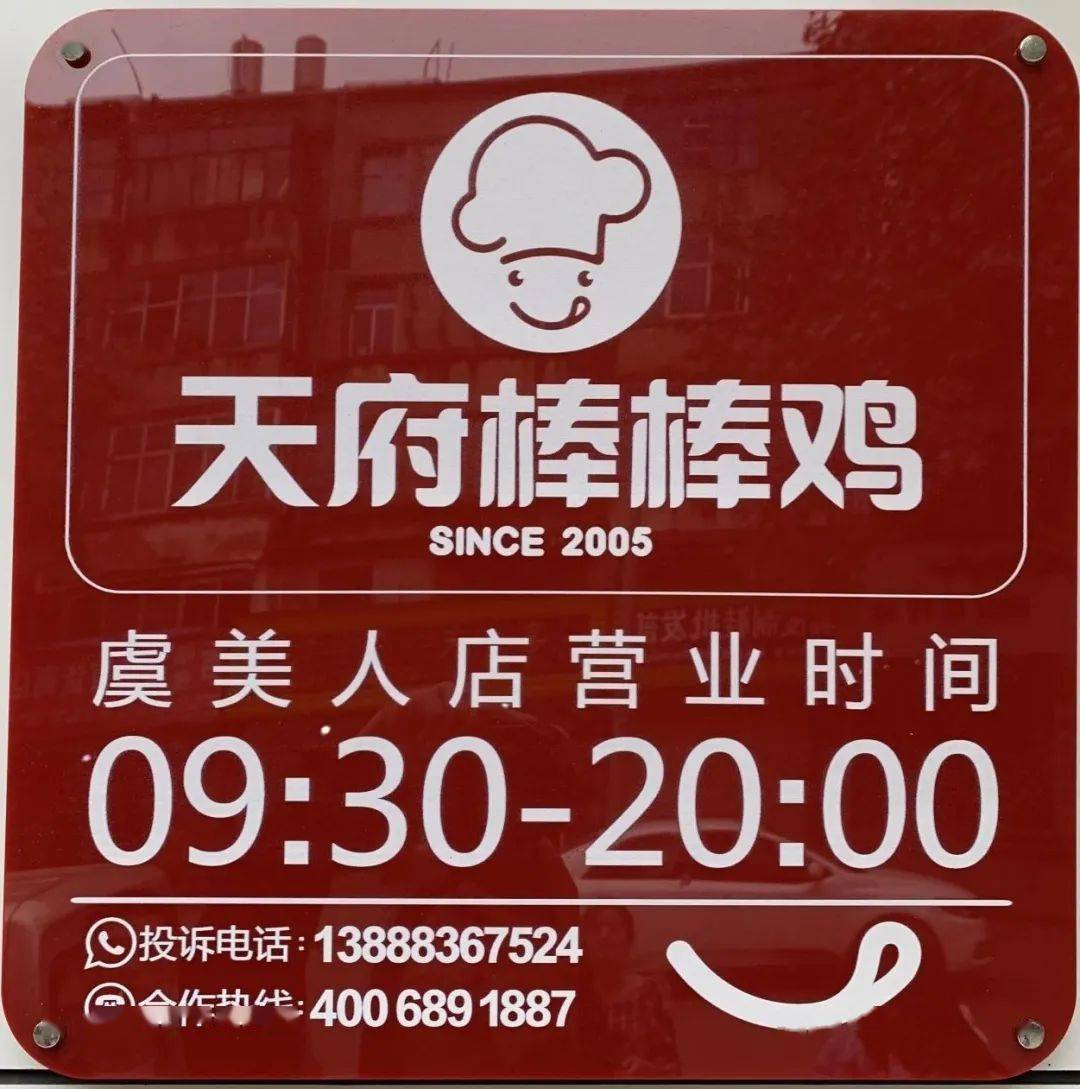 天府棒棒鸡
SINCE 2005
虞美人店营业时间
09:30-20:00
投诉电话:13888367524
合作热线:400 689 1887